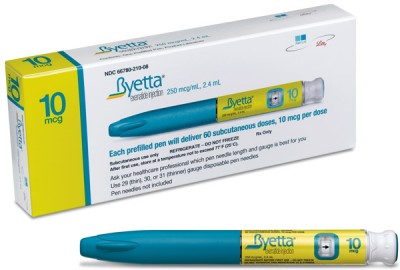 NDC 66780-210-08
Byetta®
exenatide injection 250 mcg/mL, 2.4 mL
10
mcg
Byetta
10
mcg
Each prefilled pen will deliver 60 subcutaneous doses, 10 mcg per dose
Subcutaneous use only REFRIGERATE – DO NOT FREEZE Rx Only
After first use, store at a temperature not to exceed 77°F (25°C).
Ask your healthcare professional which pen needle length and gauge is best for you
Use 29 (thin), 30, or 31 (thinner) gauge disposable pen needles
Pen needles not included
Lilly
Byetta
10
mcg